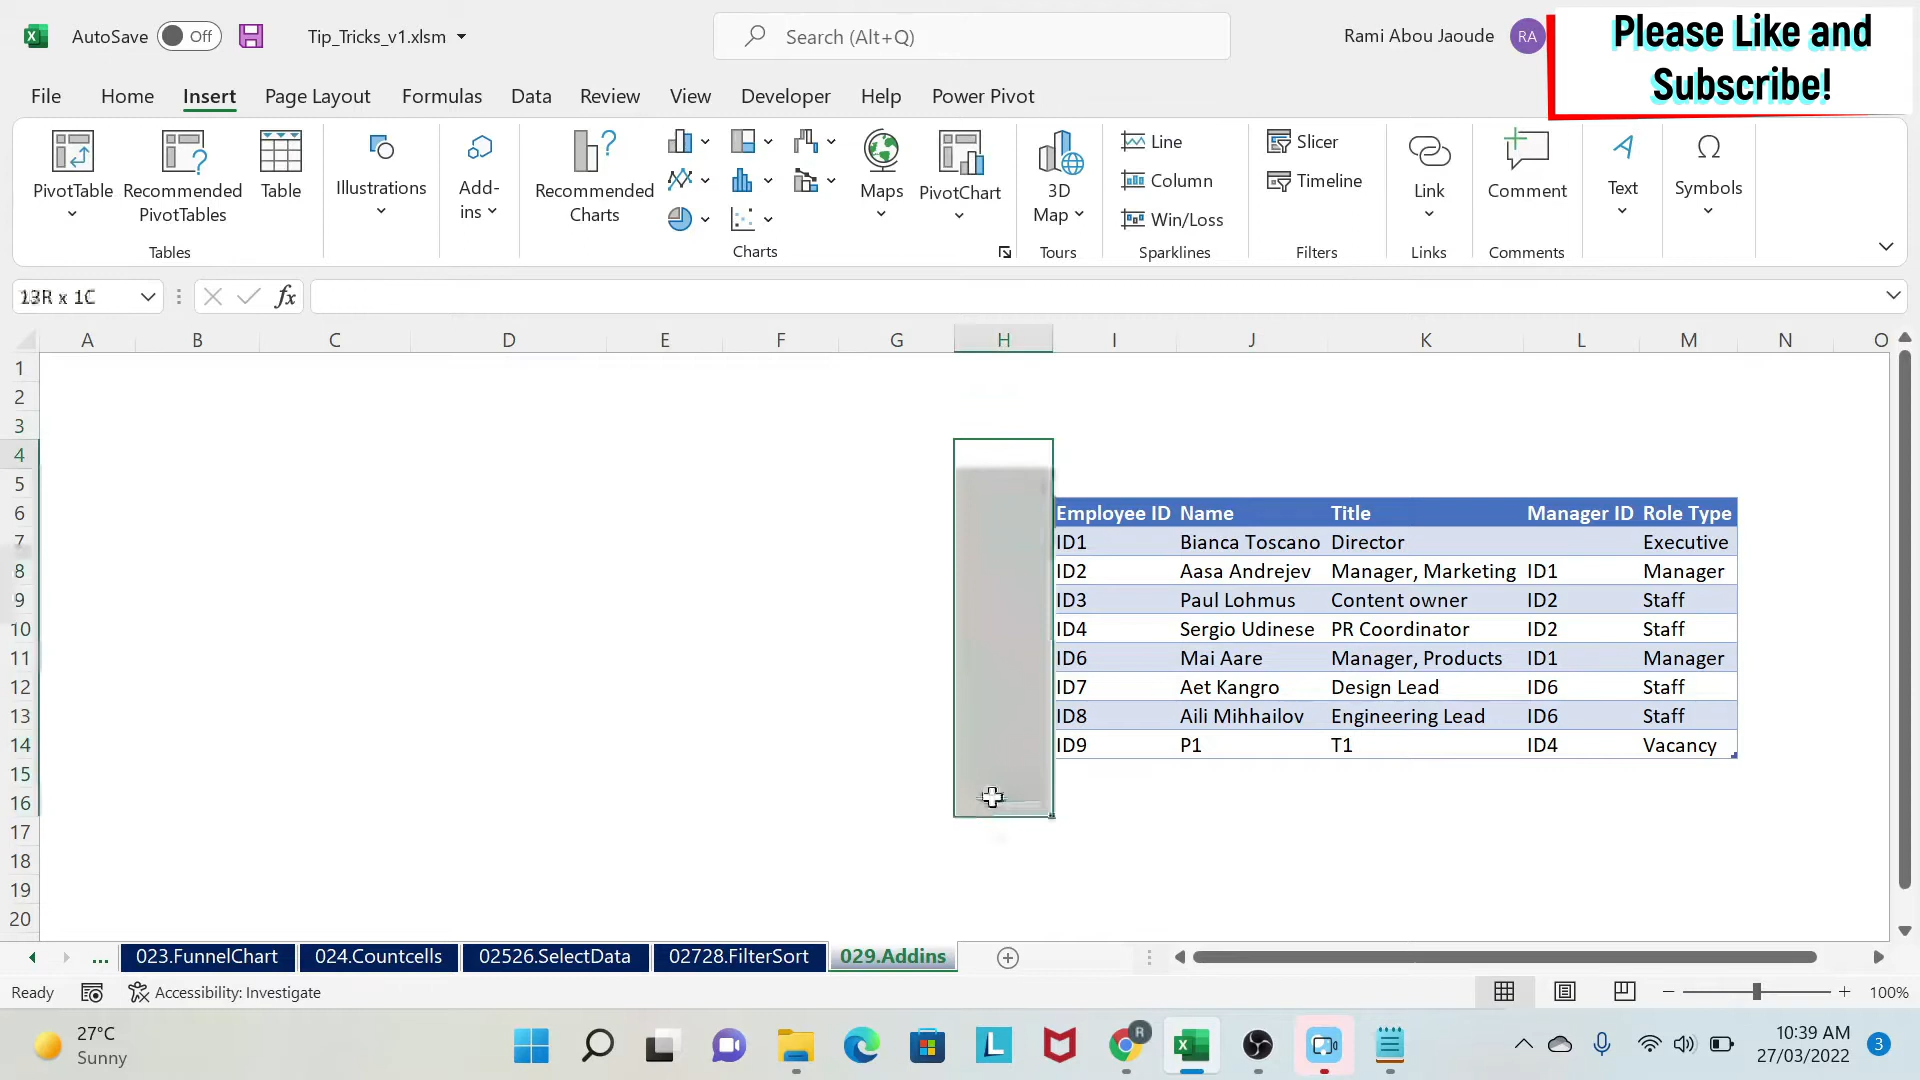 AutoSave Off Tip_Tricks_v1.xlsm Search (Alt+Q) Rami Abou Jaoude RA
Please Like and
Subscribe!
File Home Insert Page Layout Formulas Data Review View Developer Help Power Pivot
PivotTable
Recommended
PivotTables
Table
Tables
Illustrations
Add-
ins
Recommended
Charts
Maps
PivotChart
Charts
3D
Map
Tours
Line
Column
Win/Loss
Sparklines
Slicer
Timeline
Filters
Link
Links
Comment
Comments
Text
Symbols
fx
A B C D E F G H I J K L M N O
1
2
3
4
5
6 Employee ID Name Title Manager ID Role Type
7 ID1 Bianca Toscano Director Executive
8 ID2 Aasa Andrejev Manager, Marketing ID1 Manager
9 ID3 Paul Lohmus Content owner ID2 Staff
10 ID4 Sergio Udinese PR Coordinator ID2 Staff
11 ID6 Mai Aare Manager, Products ID1 Manager
12 ID7 Aet Kangro Design Lead ID6 Staff
13 ID8 Aili Mihhailov Engineering Lead ID6 Staff
14 ID9 P1 T1 ID4 Vacancy
15
16
17
18
19
20
... 023.FunnelChart 024.Countcells 02526.SelectData 02728.FilterSort 029.Addins
Ready Accessibility: Investigate 100%
27°C
Sunny
L
R
10:39 AM
27/03/2022
3